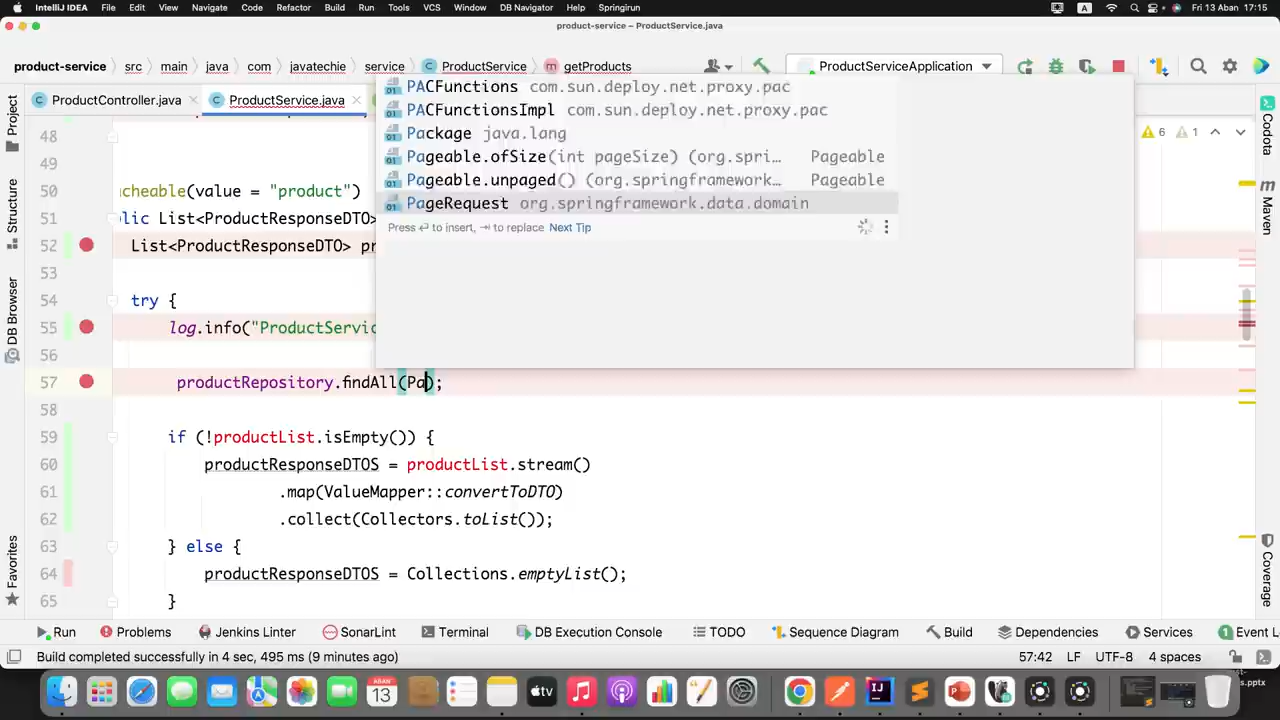 IntelliJ IDEA File Edit View Navigate Code Refactor Build Run Tools VCS Window DB Navigator Help Springirun A Fri 13 Aban 17:15
product-service – ProductService.java
product-service src main java com javatechie service ProductService getProducts ProductServiceApplication
ProductController.java ProductService.java
PACFunctions com.sun.deploy.net.proxy.pac
PACFunctionsImpl com.sun.deploy.net.proxy.pac
Package java.lang
Pageable.ofSize(int pageSize) (org.spri… Pageable
Pageable.unpaged() (org.springframework… Pageable
PageRequest org.springframework.data.domain
Press ↵ to insert, ⇥ to replace Next Tip
6 1
48
49
50 cheable(value = "product")
51 blic List<ProductResponseDTO>
52 List<ProductResponseDTO> pr
53
54 try {
55 log.info("ProductServic
56
57 productRepository.findAll(Pa);
58
59 if (!productList.isEmpty()) {
60 productResponseDTOS = productList.stream()
61 .map(ValueMapper::convertToDTO)
62 .collect(Collectors.toList());
63 } else {
64 productResponseDTOS = Collections.emptyList();
65 }
Project
Structure
DB Browser
Favorites
Codota
Maven
Coverage
Run Problems Jenkins Linter SonarLint Terminal DB Execution Console TODO Sequence Diagram Build Dependencies Services 1 Event L
Build completed successfully in 4 sec, 495 ms (9 minutes ago) 57:42 LF UTF-8 4 spaces
ABAN
13
tv
s.pptx